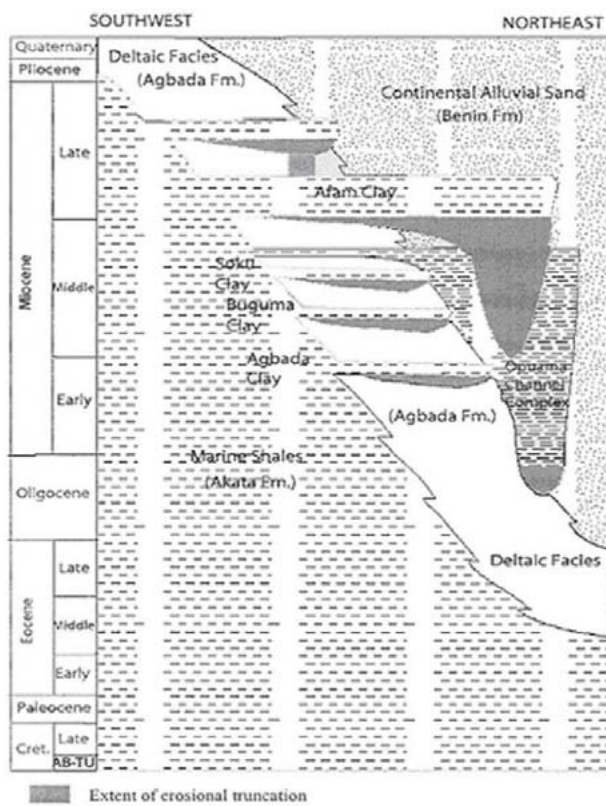 SOUTHWEST
NORTHEAST
Quaternary
Pliocene
Miocene
Late
Middle
Early
Oligocene
Eocene
Late
Middle
Early
Paleocene
Cret.
Late
AB-TU
Deltaic Facies
(Agbada Fm.)
Continental Alluvial Sand
(Benin Fm)
Afam Clay
Soku
Clay
Buguma
Clay
Agbada
Clay
Opuama
Channel
Complex
(Agbada Fm.)
Marine Shales
(Akata Fm.)
Deltaic Facies
Extent of erosional truncation